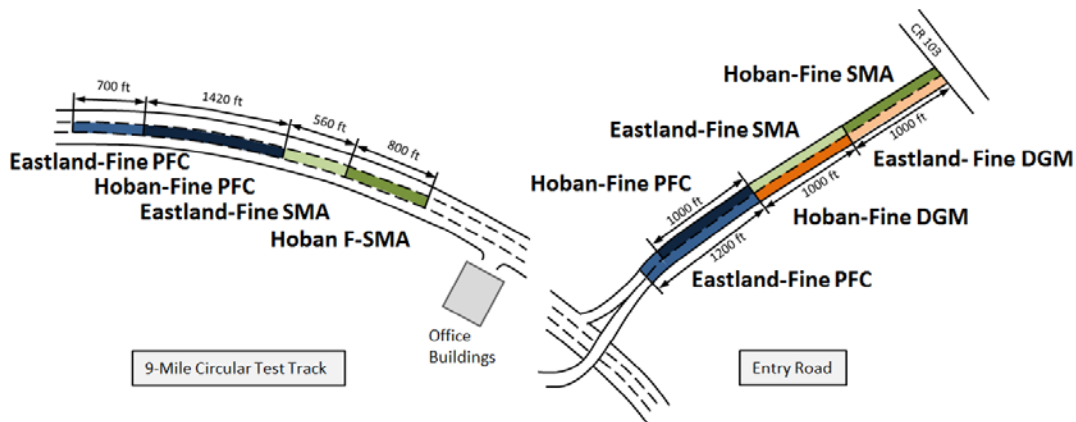 700 ft
1420 ft
560 ft
800 ft
Eastland-Fine PFC
Hoban-Fine PFC
Eastland-Fine SMA
Hoban F-SMA
Office
Buildings
9-Mile Circular Test Track
CR 103
Hoban-Fine SMA
Eastland-Fine SMA
1000 ft
Eastland- Fine DGM
Hoban-Fine PFC
1000 ft
1000 ft
Hoban-Fine DGM
1200 ft
Eastland-Fine PFC
Entry Road